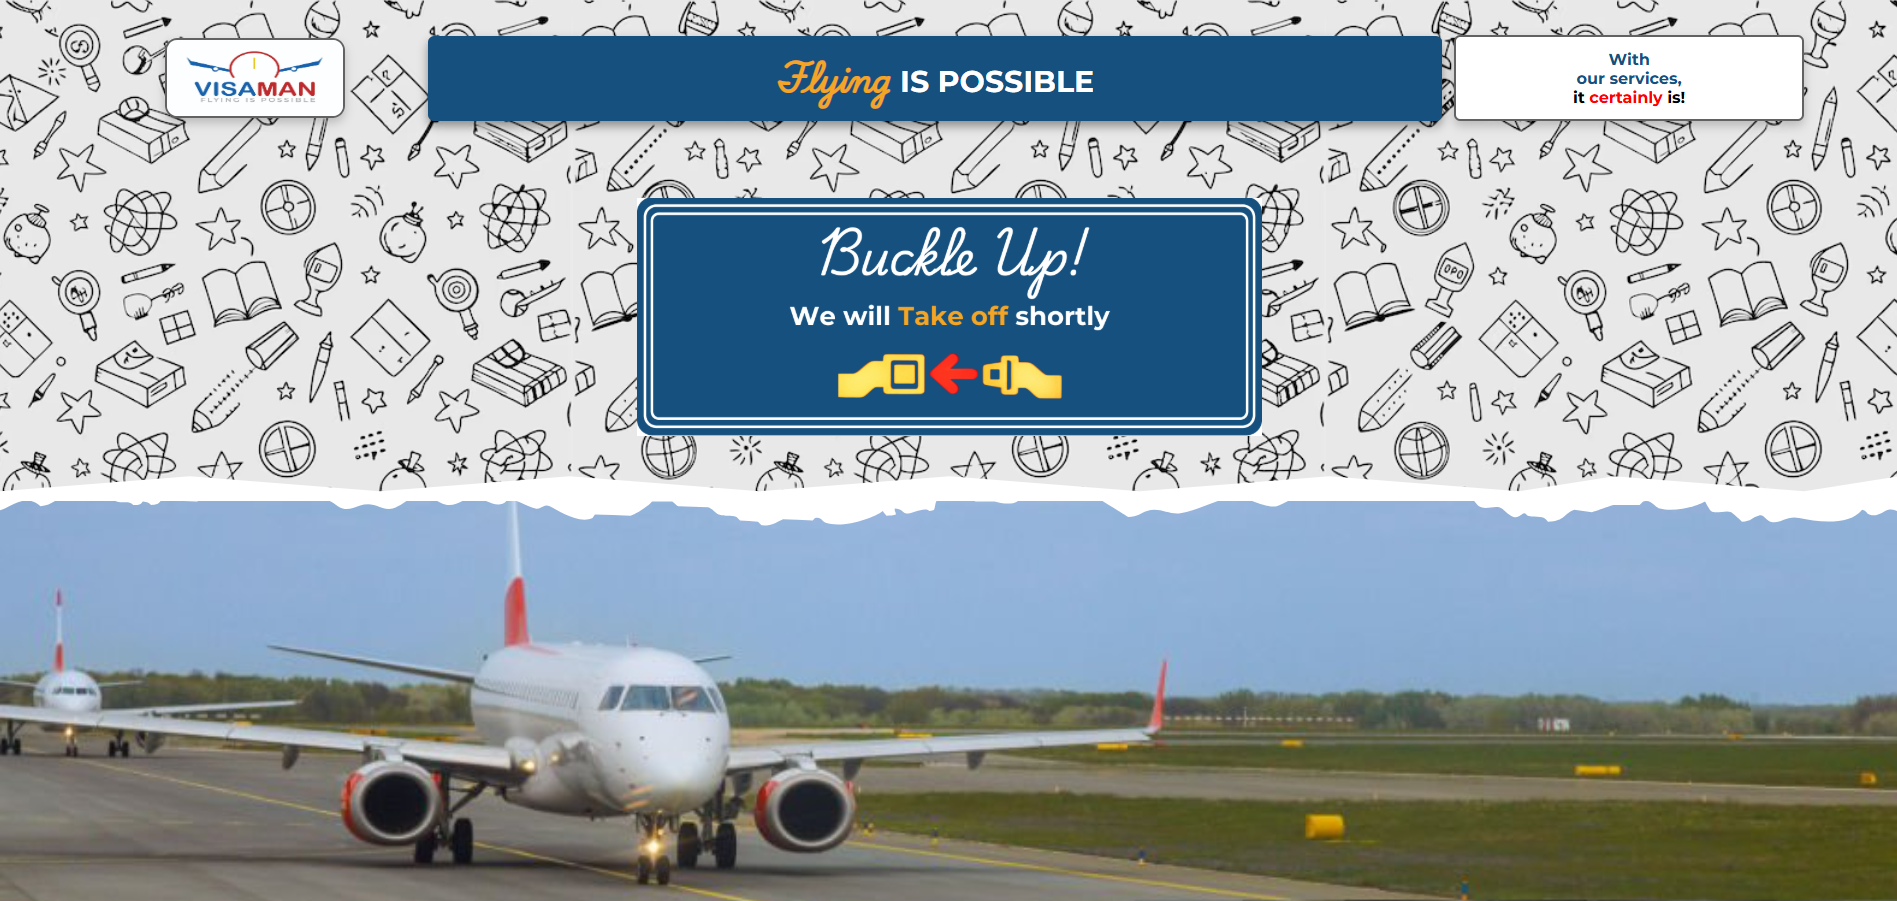 VISAMAN
FLYING IS POSSIBLE
Flying IS POSSIBLE
With
our services,
it certainly is!
Buckle Up!
We will Take off shortly